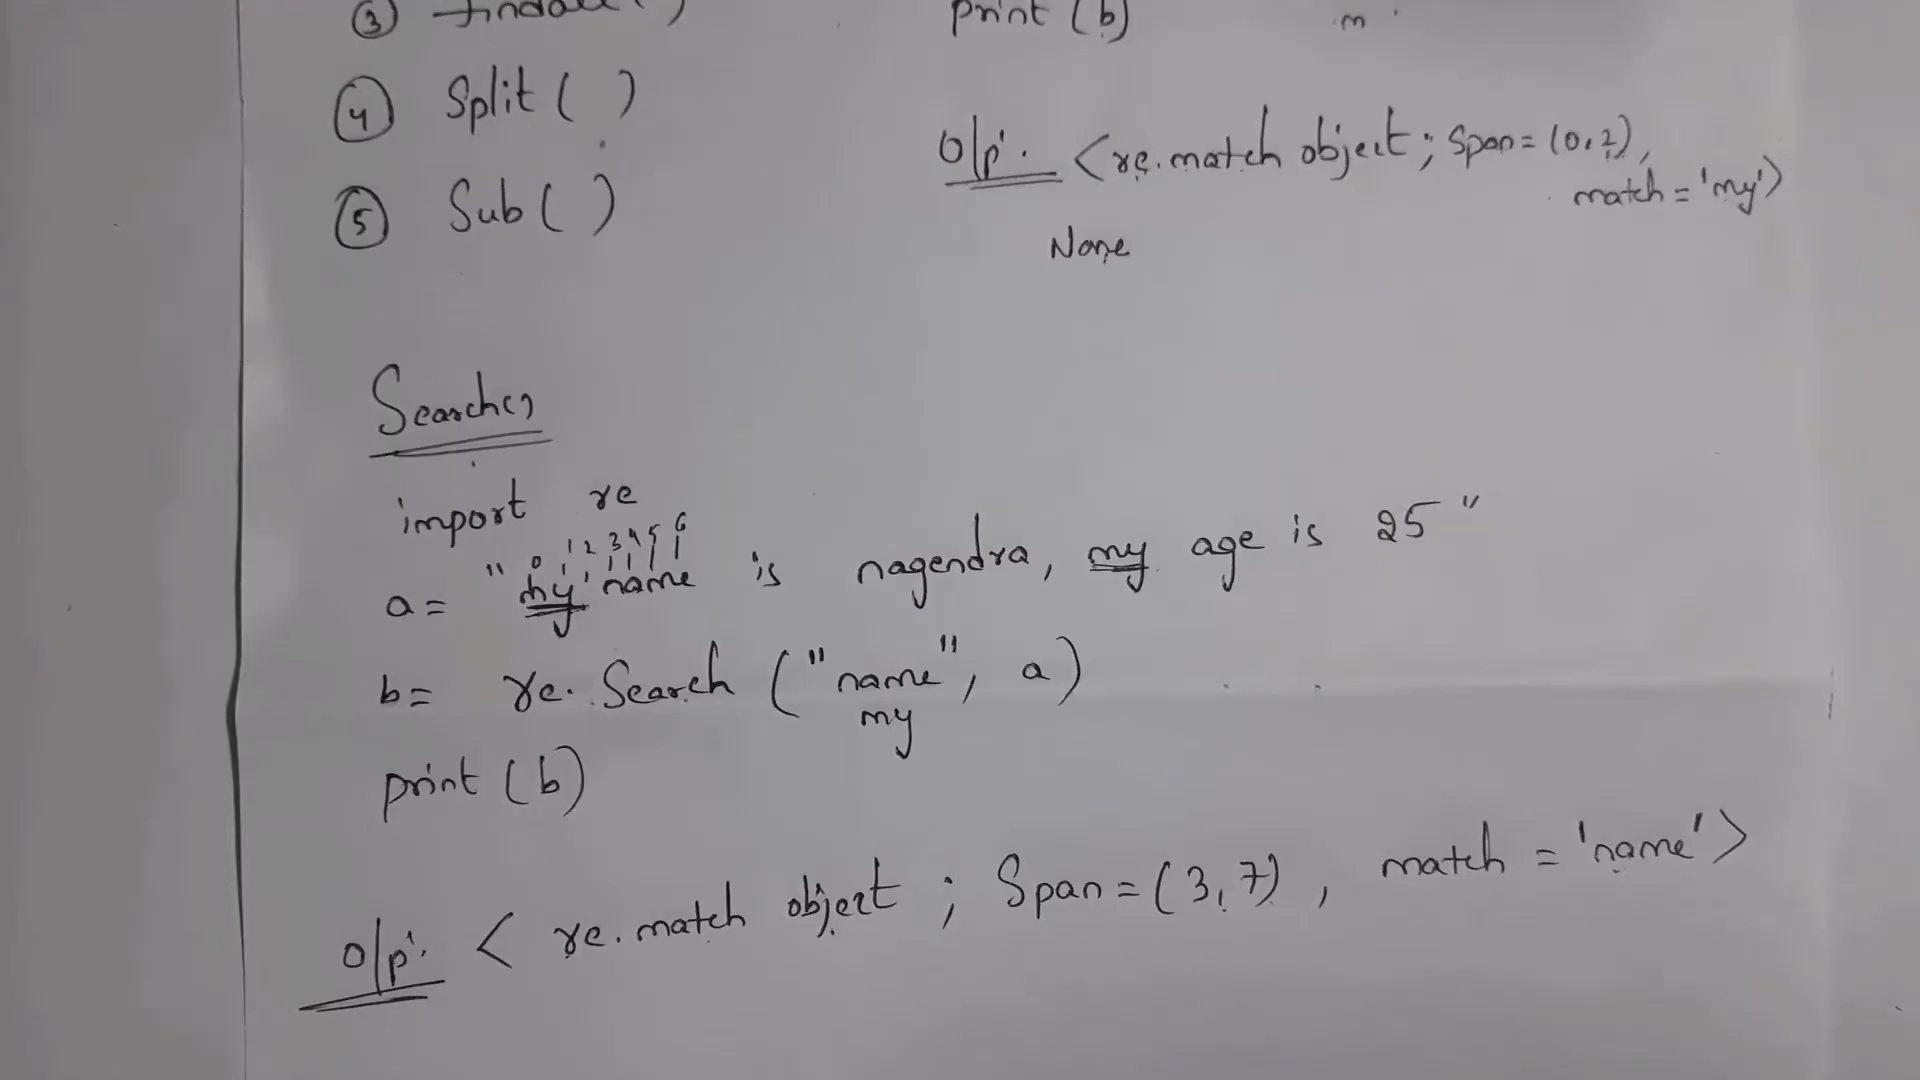 ③ findall( )
print (b)
m
④ Split ( )
⑤ Sub ( )
O/p:. <re.match object; Span=(0,2),
match='my'>
None
Search()
import re
0 1 2 3 4 5 6
a= "my name is nagendra, my age is 25"
b= re.Search ("name", a)
my
print (b)
O/p:. < re.match object ; Span=(3,7) , match = 'name'>